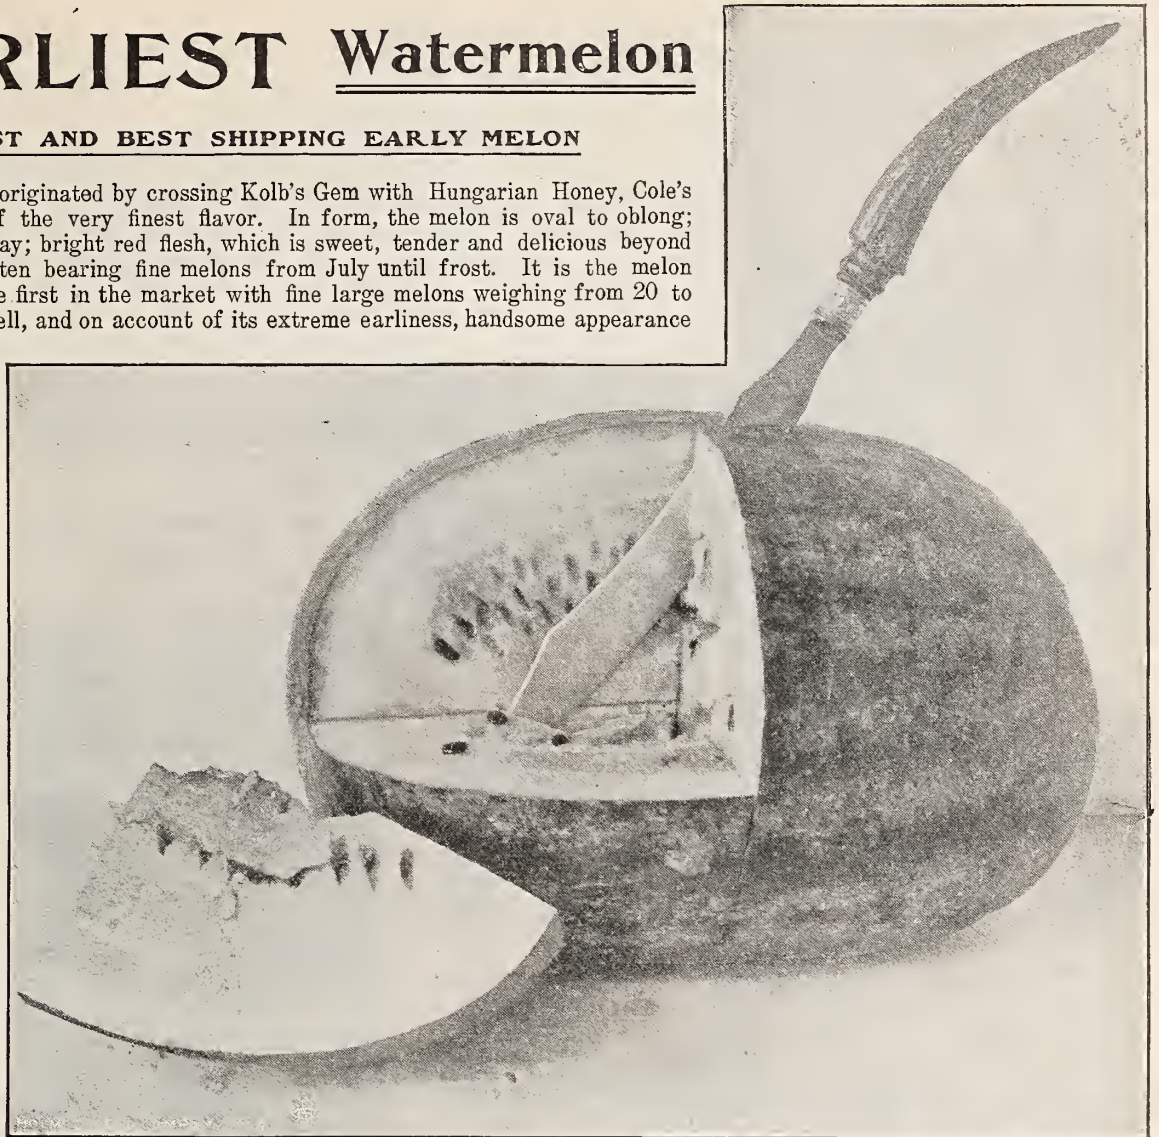 RLIEST Watermelon
ST AND BEST SHIPPING EARLY MELON
originated by crossing Kolb's Gem with Hungarian Honey, Cole's
f the very finest flavor. In form, the melon is oval to oblong;
ay; bright red flesh, which is sweet, tender and delicious beyond
ten bearing fine melons from July until frost. It is the melon
e first in the market with fine large melons weighing from 20 to
ell, and on account of its extreme earliness, handsome appearance